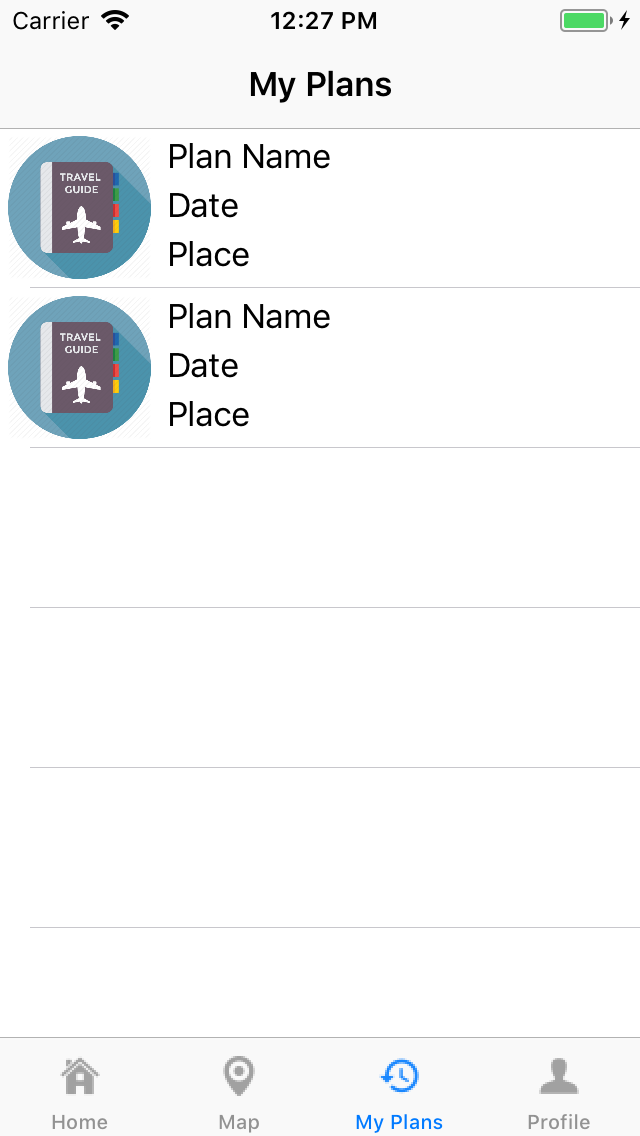 Carrier 12:27 PM
My Plans
TRAVEL
GUIDE
Plan Name
Date
Place
TRAVEL
GUIDE
Plan Name
Date
Place
Home Map My Plans Profile